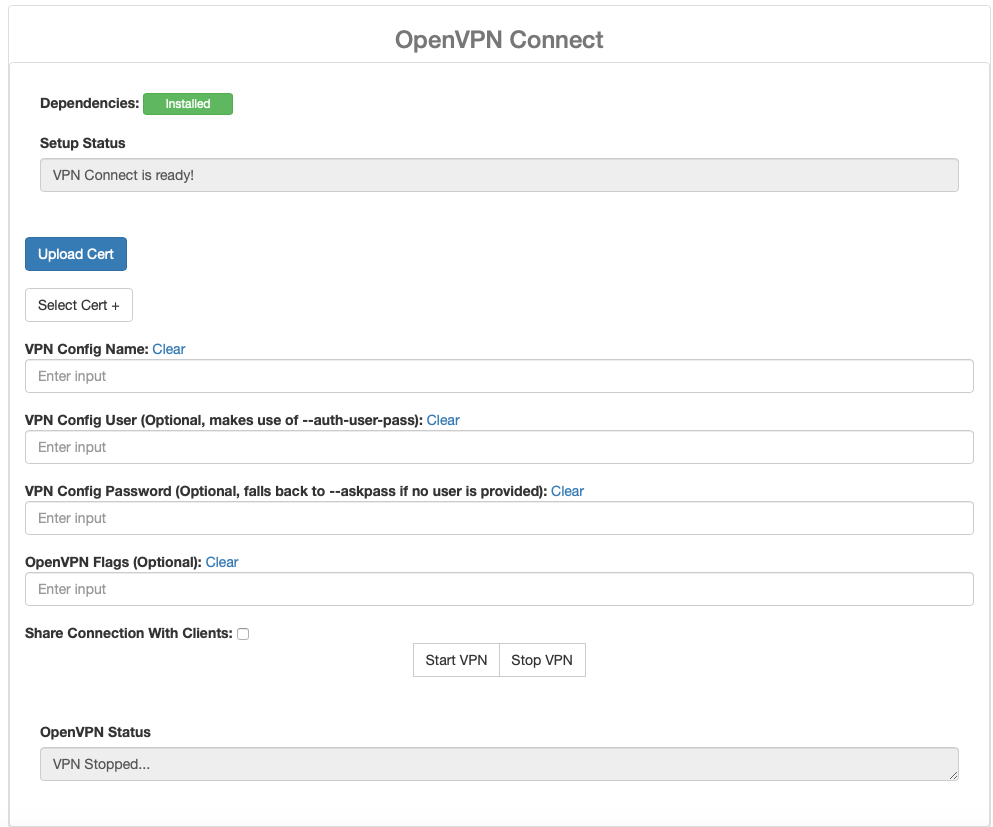 OpenVPN Connect
Dependencies: Installed
Setup Status
VPN Connect is ready!
Upload Cert
Select Cert +
VPN Config Name: Clear
Enter input
VPN Config User (Optional, makes use of --auth-user-pass): Clear
Enter input
VPN Config Password (Optional, falls back to --askpass if no user is provided): Clear
Enter input
OpenVPN Flags (Optional): Clear
Enter input
Share Connection With Clients:
Start VPN Stop VPN
OpenVPN Status
VPN Stopped...